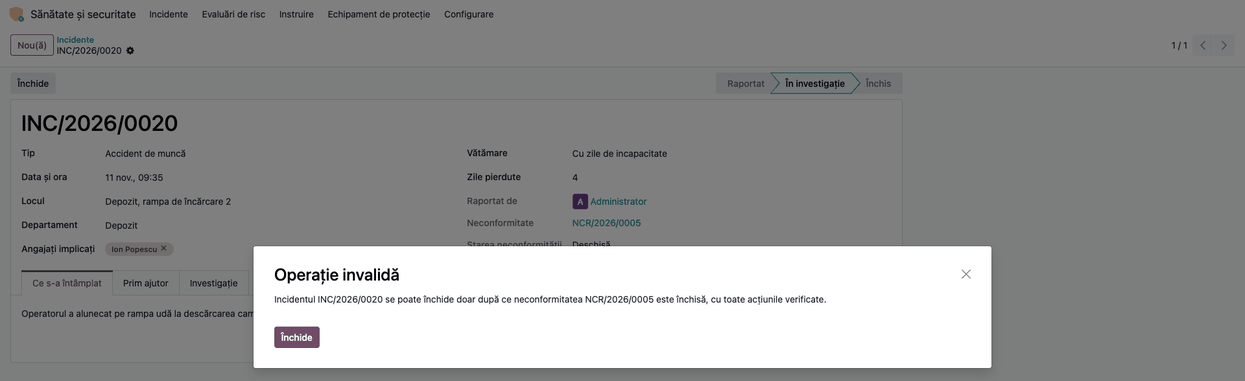 Sănătate și securitate Incidente Evaluări de risc Instruire Echipament de protecție Configurare
Nou(ă) Incidente
INC/2026/0020
1 / 1
Închide
Raportat În investigație Închis
INC/2026/0020
Tip Accident de muncă
Vătămare Cu zile de incapacitate
Data și ora 11 nov., 09:35
Zile pierdute 4
Locul Depozit, rampa de încărcare 2
Raportat de A Administrator
Departament Depozit
Neconformitate NCR/2026/0005
Angajați implicați Ion Popescu
Starea neconformității Deschisă
Ce s-a întâmplat Prim ajutor Investigație
Operatorul a alunecat pe rampa udă la descărcarea
Operație invalidă
Incidentul INC/2026/0020 se poate închide doar după ce neconformitatea NCR/2026/0005 este închisă, cu toate acțiunile verificate.
Închide